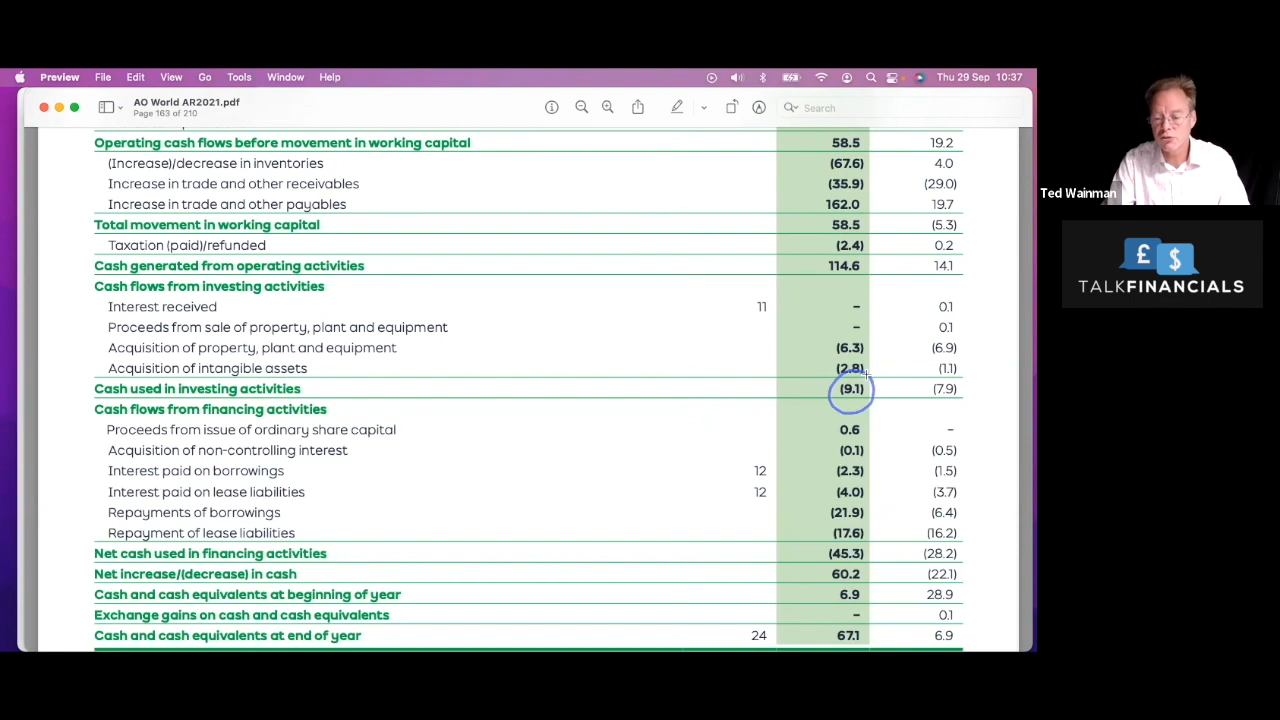 Preview File Edit View Go Tools Window Help Thu 29 Sep 10:37
AO World AR2021.pdf
Page 163 of 210
Search
Operating cash flows before movement in working capital 58.5 19.2
(Increase)/decrease in inventories (67.6) 4.0
Increase in trade and other receivables (35.9) (29.0)
Increase in trade and other payables 162.0 19.7
Total movement in working capital 58.5 (5.3)
Taxation (paid)/refunded (2.4) 0.2
Cash generated from operating activities 114.6 14.1
Cash flows from investing activities
Interest received 11 – 0.1
Proceeds from sale of property, plant and equipment – 0.1
Acquisition of property, plant and equipment (6.3) (6.9)
Acquisition of intangible assets (2.8) (1.1)
Cash used in investing activities (9.1) (7.9)
Cash flows from financing activities
Proceeds from issue of ordinary share capital 0.6 –
Acquisition of non-controlling interest (0.1) (0.5)
Interest paid on borrowings 12 (2.3) (1.5)
Interest paid on lease liabilities 12 (4.0) (3.7)
Repayments of borrowings (21.9) (6.4)
Repayment of lease liabilities (17.6) (16.2)
Net cash used in financing activities (45.3) (28.2)
Net increase/(decrease) in cash 60.2 (22.1)
Cash and cash equivalents at beginning of year 6.9 28.9
Exchange gains on cash and cash equivalents – 0.1
Cash and cash equivalents at end of year 24 67.1 6.9
Ted Wainman
£ $
TALKFINANCIALS